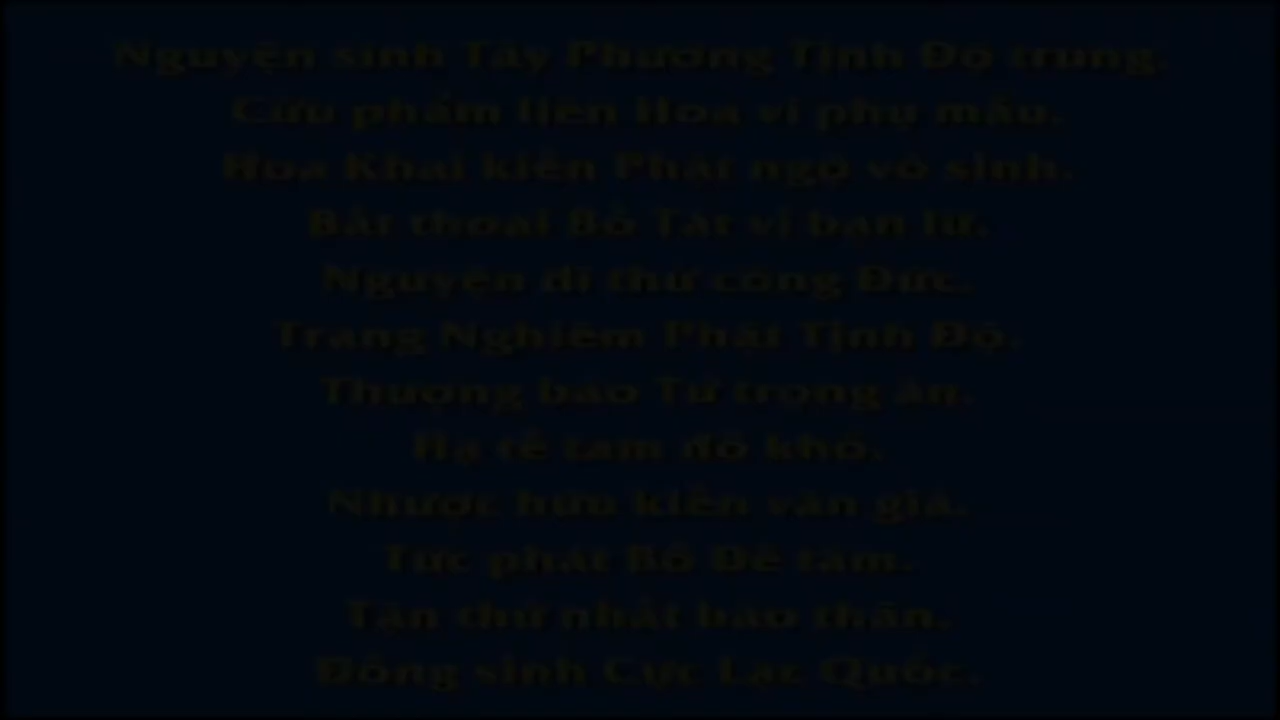 Nguyện sinh Tây Phương Tịnh Độ trung.
Cửu phẩm liên Hoa vi phụ mẫu.
Hoa Khai kiến Phật ngộ vô sinh.
Bất thoái Bồ Tát vi bạn lữ.
Nguyện dĩ thử công Đức.
Trang Nghiêm Phật Tịnh Độ.
Thượng báo Tứ trọng ân.
Hạ tế tam đồ khổ.
Nhược hữu kiến văn giả.
Tức phát Bồ Đề tâm.
Tận thử nhất báo thân.
Đồng sinh Cực Lạc Quốc.